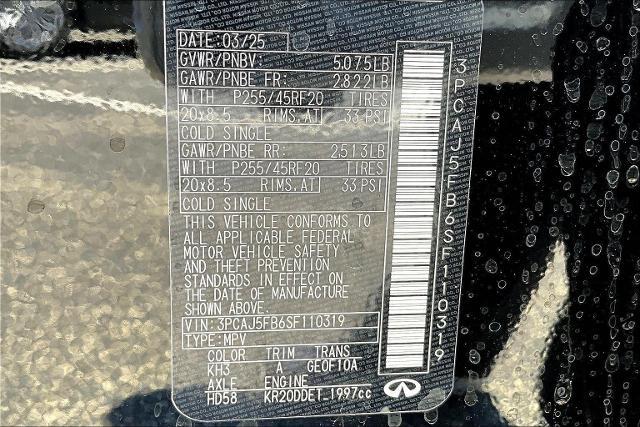 DATE: 03/25
GVWR/PNBV: 5075LB
GAWR/PNBE FR: 2822LB
WITH P255/45RF20 TIRES
20x8.5 RIMS,AT 33 PSI
COLD SINGLE
GAWR/PNBE RR: 2513LB
WITH P255/45RF20 TIRES
20x8.5 RIMS,AT 33 PSI
COLD SINGLE
THIS VEHICLE CONFORMS TO
ALL APPLICABLE FEDERAL
MOTOR VEHICLE SAFETY
AND THEFT PREVENTION
STANDARDS IN EFFECT ON
THE DATE OF MANUFACTURE
SHOWN ABOVE.
VIN: 3PCAJ5FB6SF110319
TYPE: MPV
COLOR TRIM TRANS
KH3 A GE0F10A
AXLE ENGINE
HD58 KR20DDET 1997cc
3PCAJ5FB6SF110319